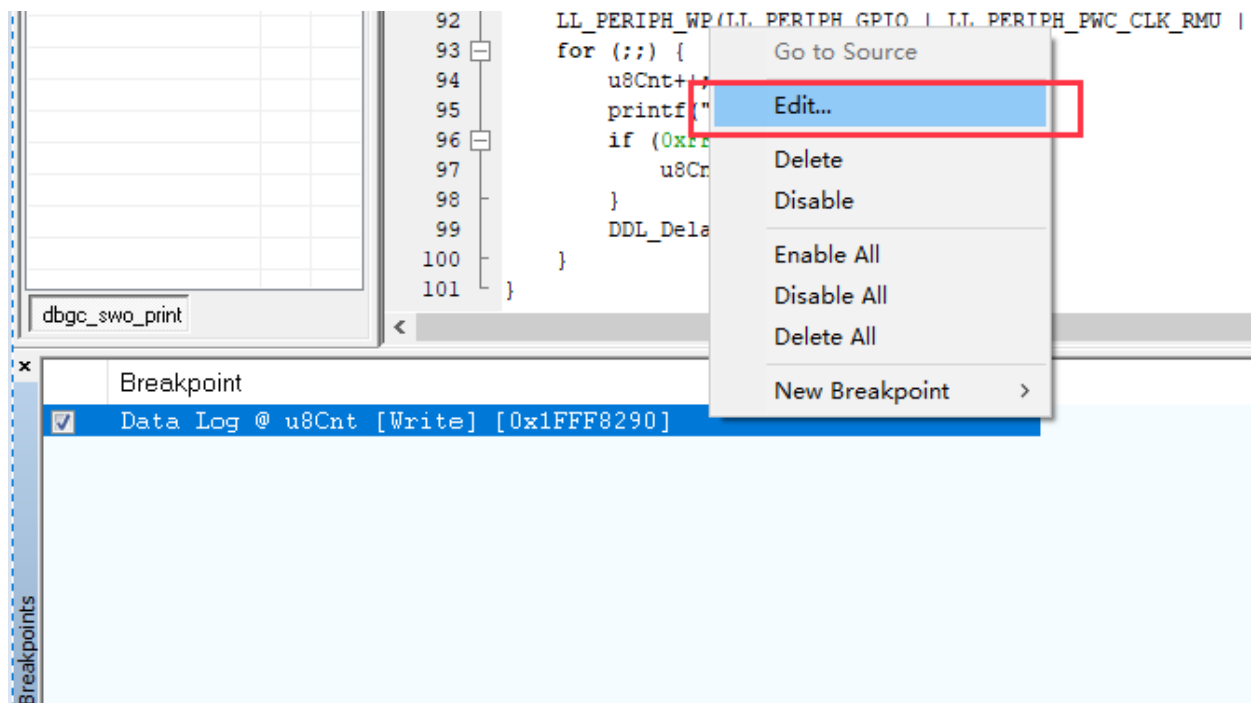 92 LL_PERIPH_WP(LL_PERIPH_GPIO | LL_PERIPH_PWC_CLK_RMU |
93 for (;;) {
94 u8Cnt++;
95 printf("
96 if (0xFF
97 u8Cn
98 }
99 DDL_Dela
100 }
101 }
Go to Source
Edit...
Delete
Disable
Enable All
Disable All
Delete All
New Breakpoint >
dbgc_swo_print
Breakpoint
Data Log @ u8Cnt [Write] [0x1FFF8290]
Breakpoints